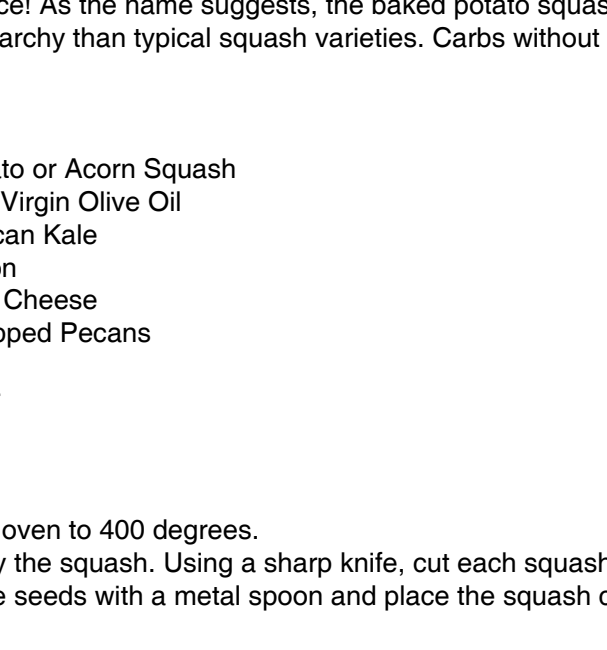 ce! As the name suggests, the baked potato squas
archy than typical squash varieties. Carbs without
to or Acorn Squash
Virgin Olive Oil
can Kale
on
Cheese
pped Pecans
oven to 400 degrees.
y the squash. Using a sharp knife, cut each squash
e seeds with a metal spoon and place the squash o